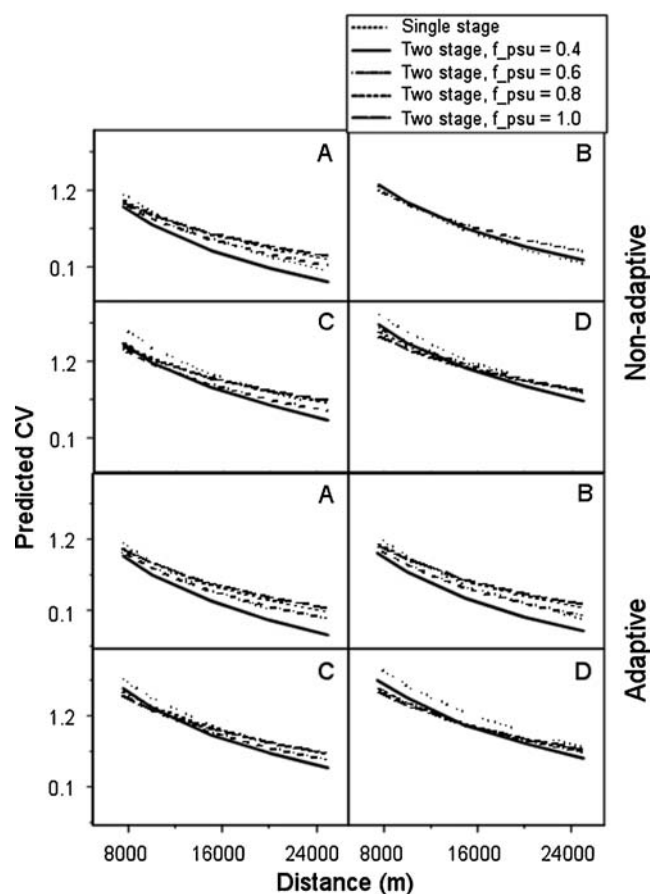 Single stage
Two stage, f_psu = 0.4
Two stage, f_psu = 0.6
Two stage, f_psu = 0.8
Two stage, f_psu = 1.0
A
B
1.2
0.1
C
D
1.2
0.1
Non-adaptive
A
B
1.2
0.1
C
D
1.2
0.1
Adaptive
Predicted CV
8000 16000 24000 8000 16000 24000
Distance (m)